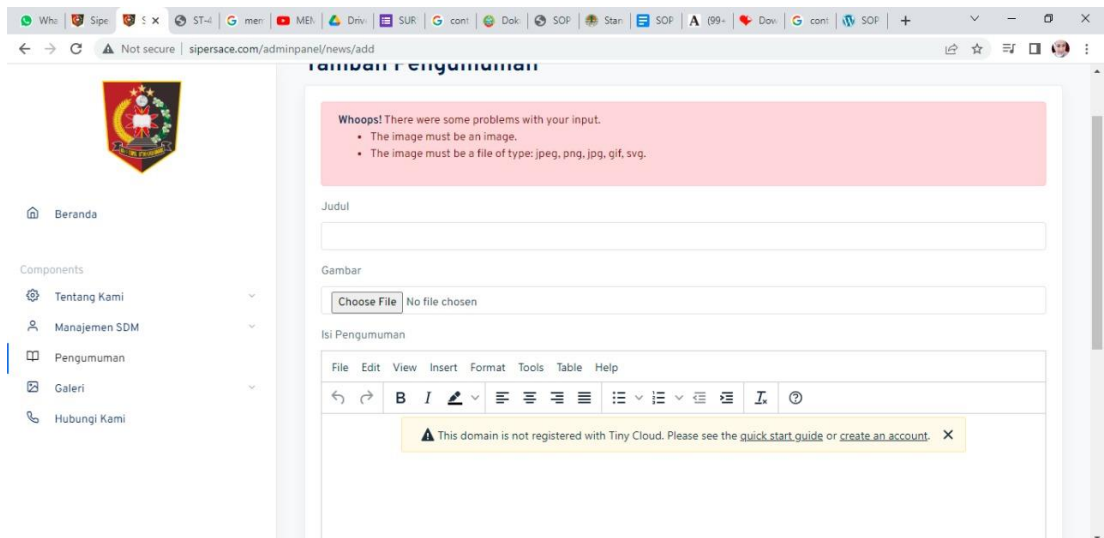 Wha
Sipe
S
ST-4
G men
MEN
Driv
SUR
G cont
Dok
SOP
Stan
SOP
A (99+
Dow
G cont
SOP
Not secure | sipersace.com/adminpanel/news/add
Tambah Pengumuman
Whoops! There were some problems with your input.
• The image must be an image.
• The image must be a file of type: jpeg, png, jpg, gif, svg.
Beranda
Components
Tentang Kami
Manajemen SDM
Pengumuman
Galeri
Hubungi Kami
Judul
Gambar
Choose File No file chosen
Isi Pengumuman
File Edit View Insert Format Tools Table Help
B I
This domain is not registered with Tiny Cloud. Please see the quick start guide or create an account.